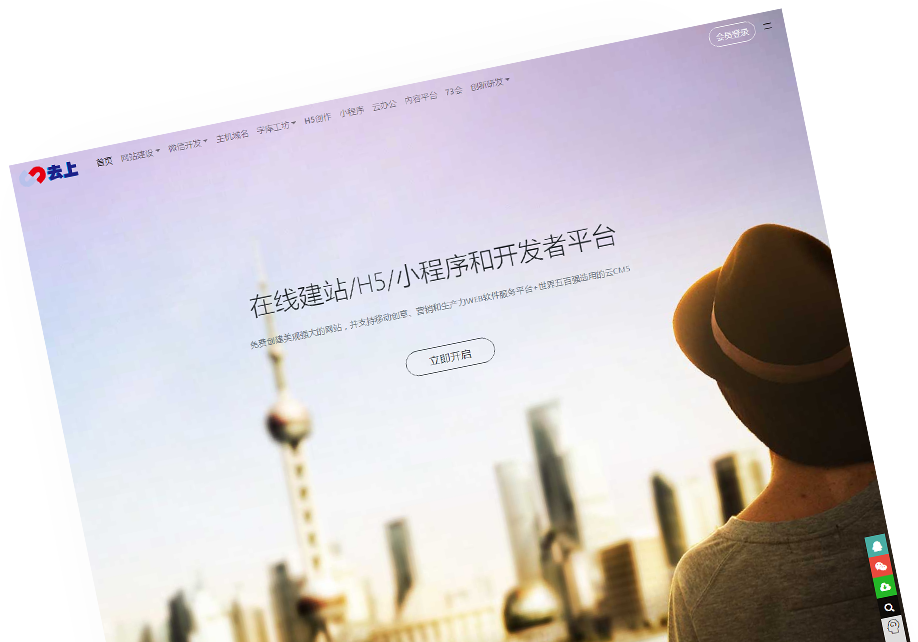 会员登录
云上
首页 网站建设 微信开发 主机域名 字库工坊 H5创作 小程序 云办公 内容平台 73会 创新研发
在线建站/H5/小程序和开发者平台
免费创建美观强大的网站，并支持移动创意、营销和生产力WEB软件服务平台+世界五百强选用的云CMS
立即开启